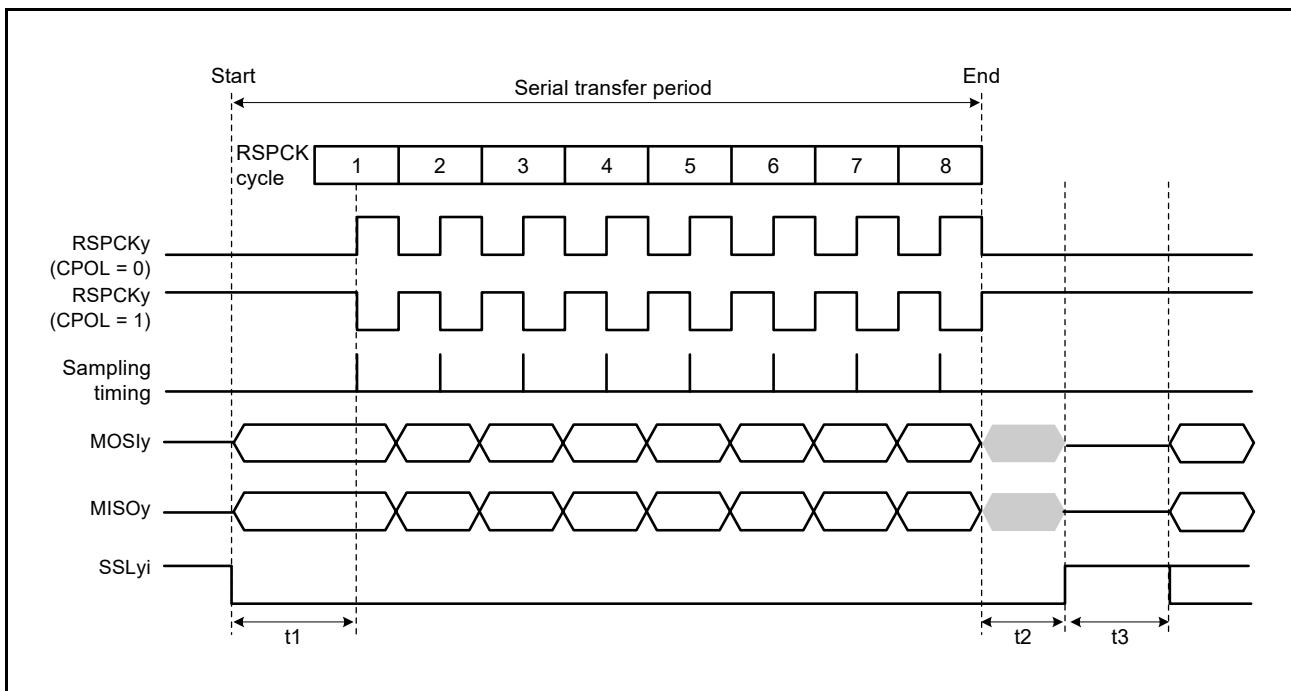 Start
End
Serial transfer period
RSPCK
cycle
1 2 3 4 5 6 7 8
RSPCKy
(CPOL = 0)
RSPCKy
(CPOL = 1)
Sampling
timing
MOSIy
MISOy
SSLyi
t1
t2
t3